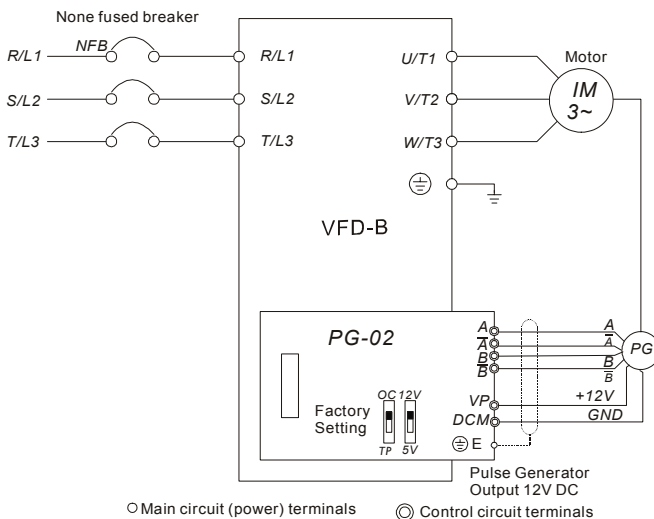 None fused breaker
R/L1 NFB R/L1 U/T1 Motor
S/L2 S/L2 V/T2 IM
3~
T/L3 T/L3 W/T3
VFD-B
PG-02
A A
A̅ A̅
B B
B̅ B̅
PG
OC 12V
VP +12V
Factory
Setting
DCM GND
TP 5V
E
Pulse Generator
Output 12V DC
Main circuit (power) terminals
Control circuit terminals